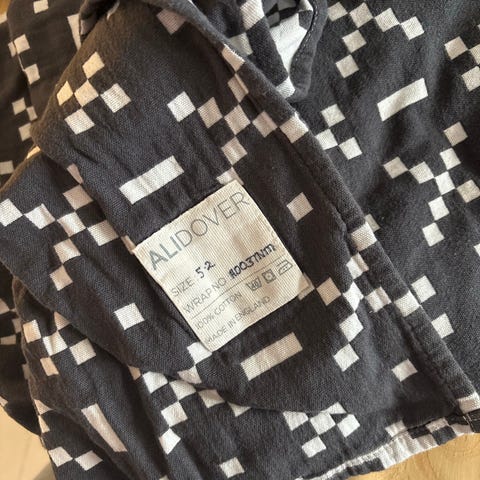 ALIDOVER
SIZE: 5.2
WRAP NO:
100% COTTON
MADE IN ENGLAND